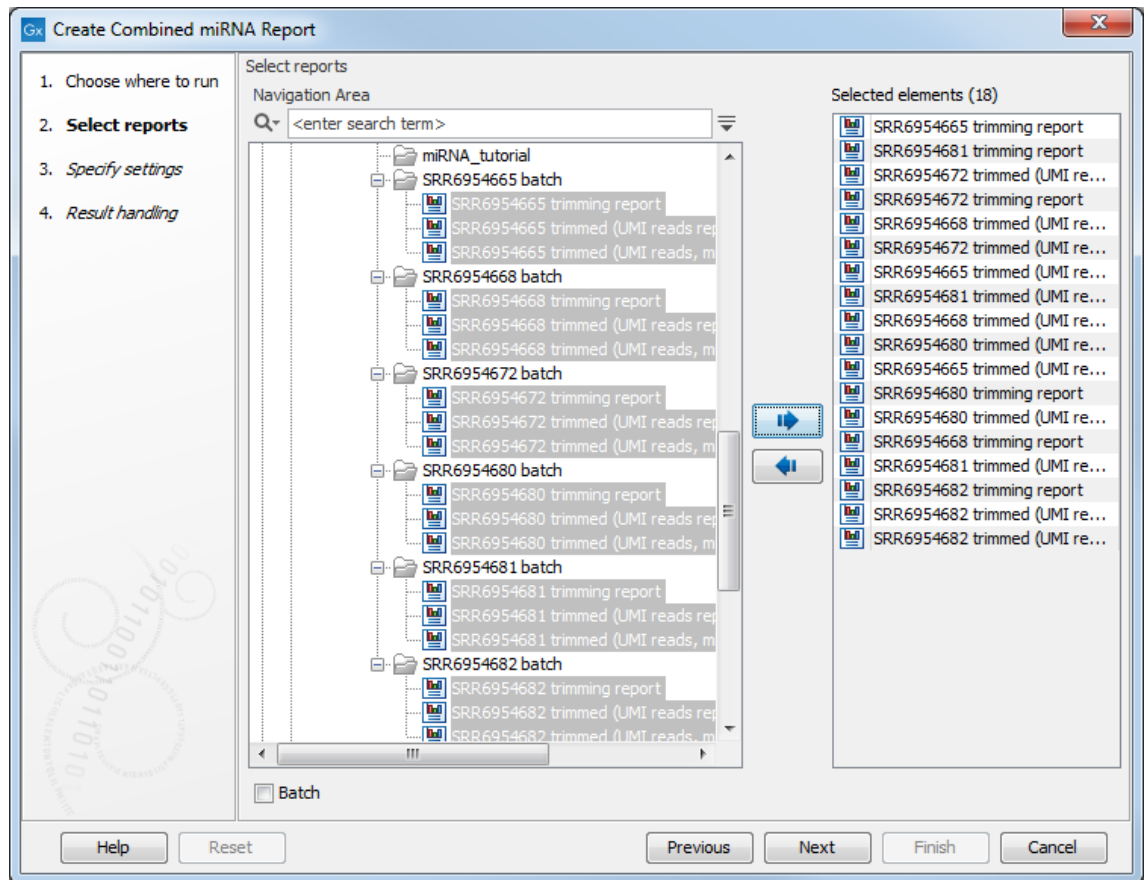 Gx Create Combined miRNA Report
1. Choose where to run
2. Select reports
3. Specify settings
4. Result handling
Select reports
Navigation Area
<enter search term>
miRNA_tutorial
SRR6954665 batch
SRR6954665 trimming report
SRR6954665 trimmed (UMI reads rep
SRR6954665 trimmed (UMI reads, m
SRR6954668 batch
SRR6954668 trimming report
SRR6954668 trimmed (UMI reads rep
SRR6954668 trimmed (UMI reads, m
SRR6954672 batch
SRR6954672 trimming report
SRR6954672 trimmed (UMI reads rep
SRR6954672 trimmed (UMI reads, m
SRR6954680 batch
SRR6954680 trimming report
SRR6954680 trimmed (UMI reads rep
SRR6954680 trimmed (UMI reads, m
SRR6954681 batch
SRR6954681 trimming report
SRR6954681 trimmed (UMI reads rep
SRR6954681 trimmed (UMI reads, m
SRR6954682 batch
SRR6954682 trimming report
SRR6954682 trimmed (UMI reads rep
SRR6954682 trimmed (UMI reads, m
Batch
Selected elements (18)
SRR6954665 trimming report
SRR6954681 trimming report
SRR6954672 trimmed (UMI re...
SRR6954672 trimming report
SRR6954668 trimmed (UMI re...
SRR6954672 trimmed (UMI re...
SRR6954665 trimmed (UMI re...
SRR6954681 trimmed (UMI re...
SRR6954668 trimmed (UMI re...
SRR6954680 trimmed (UMI re...
SRR6954665 trimmed (UMI re...
SRR6954680 trimming report
SRR6954680 trimmed (UMI re...
SRR6954668 trimming report
SRR6954681 trimmed (UMI re...
SRR6954682 trimming report
SRR6954682 trimmed (UMI re...
SRR6954682 trimmed (UMI re...
Help
Reset
Previous
Next
Finish
Cancel